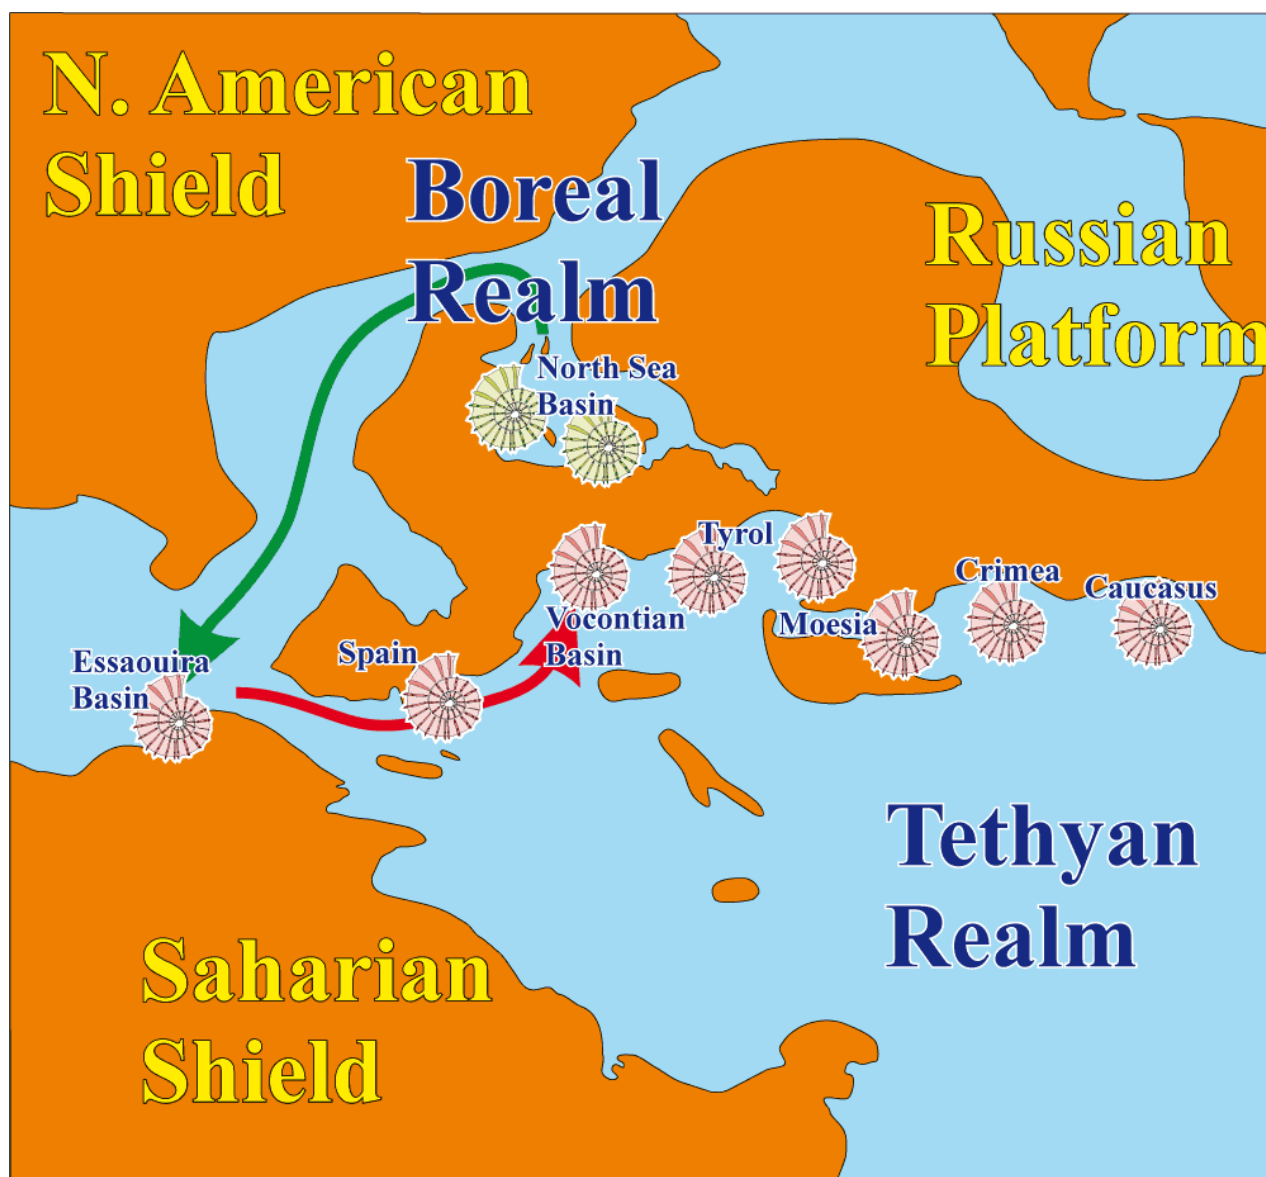 N. American
Shield
Boreal
Realm
Russian
Platform
North Sea
Basin
Tyrol
Vocontian
Basin
Moesia
Crimea
Caucasus
Spain
Essaouira
Basin
Tethyan
Realm
Saharian
Shield